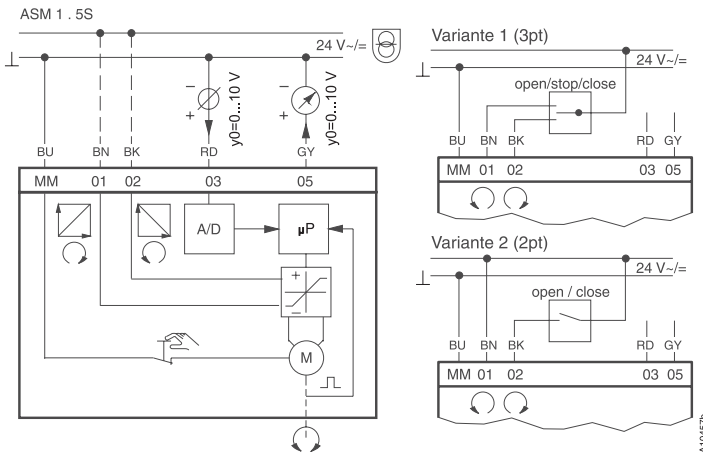 ASM 1 . 5S
24 V~/=
⊥
−
+
y0=0...10 V
−
+
y0=0...10 V
BU BN BK RD GY
MM 01 02 03 05
A/D
µP
+
−
M
Variante 1 (3pt)
24 V~/=
⊥
open/stop/close
BU BN BK RD GY
MM 01 02 03 05
Variante 2 (2pt)
24 V~/=
⊥
open / close
BU BN BK RD GY
MM 01 02 03 05
A10457b